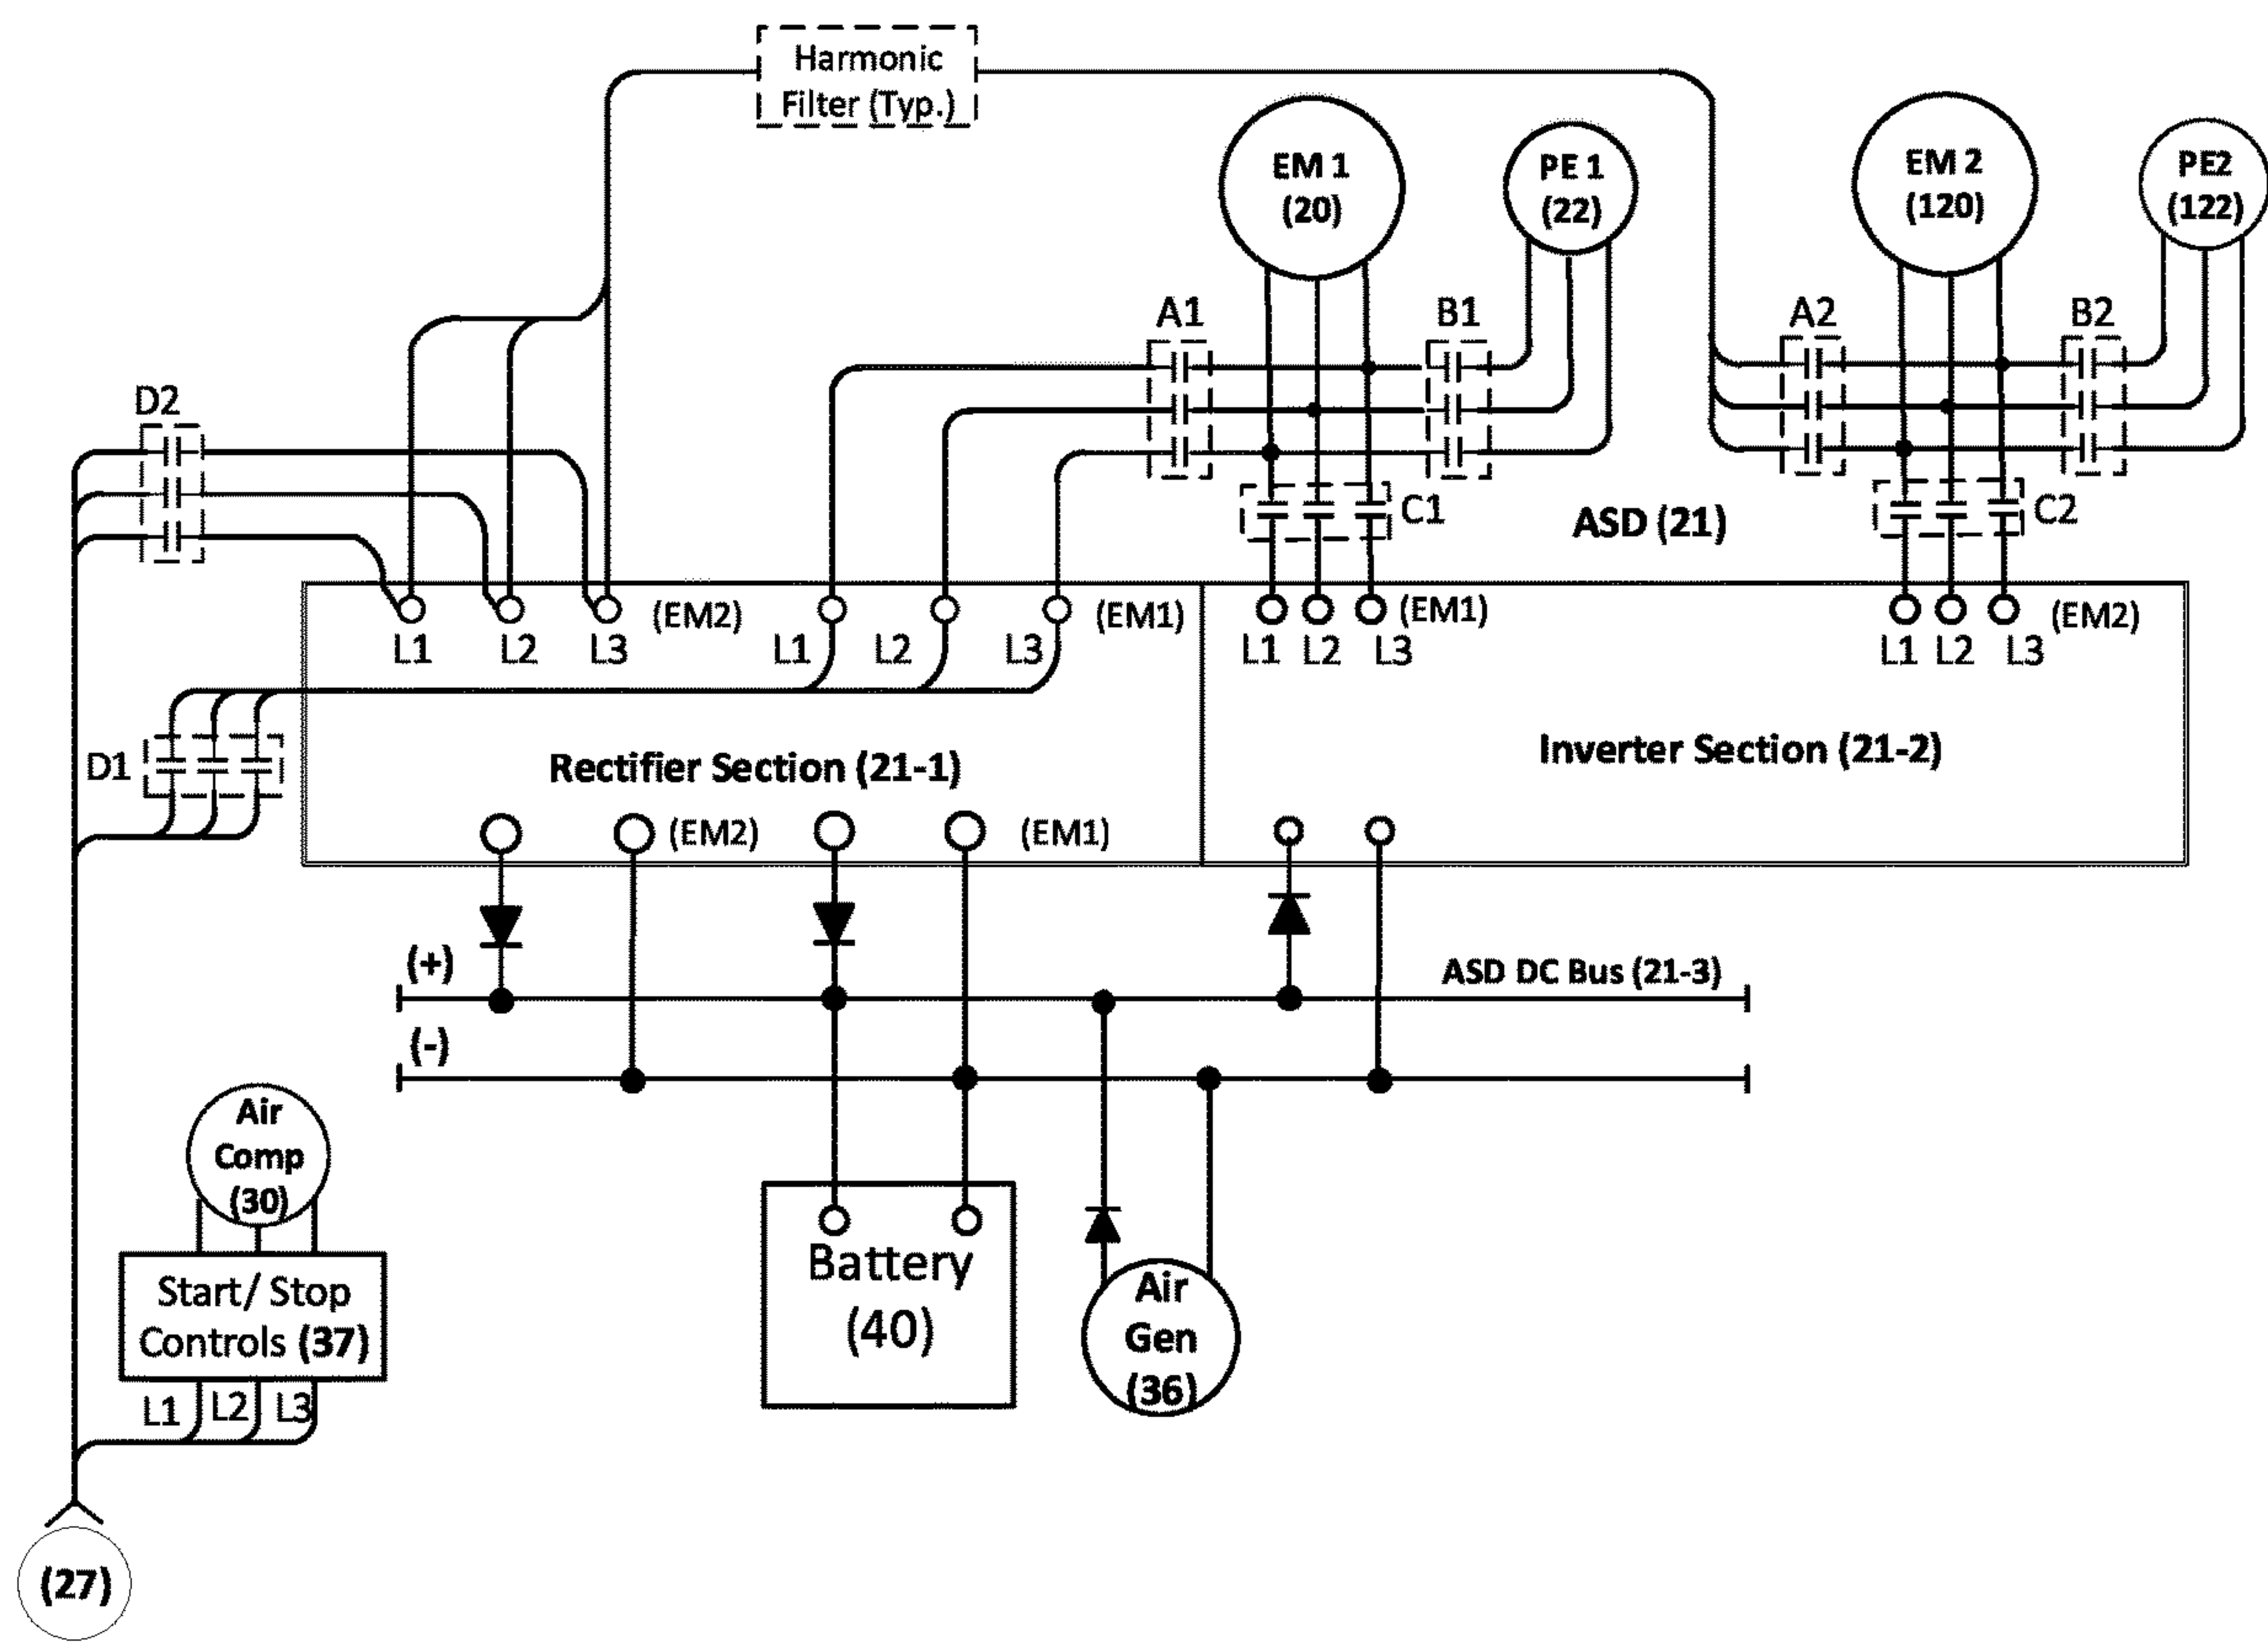 Harmonic
Filter (Typ.)
EM 1
(20)
PE 1
(22)
EM 2
(120)
PE2
(122)
A1
B1
A2
B2
D2
C1
ASD (21)
C2
(EM2)
(EM1)
(EM1)
(EM2)
L1
L2
L3
L1
L2
L3
L1
L2
L3
L1
L2
L3
D1
Rectifier Section (21-1)
Inverter Section (21-2)
(EM2)
(EM1)
(+)
ASD DC Bus (21-3)
(-)
Air
Comp
(30)
Start/ Stop
Controls (37)
L1
L2
L3
Battery
(40)
Air
Gen
(36)
(27)